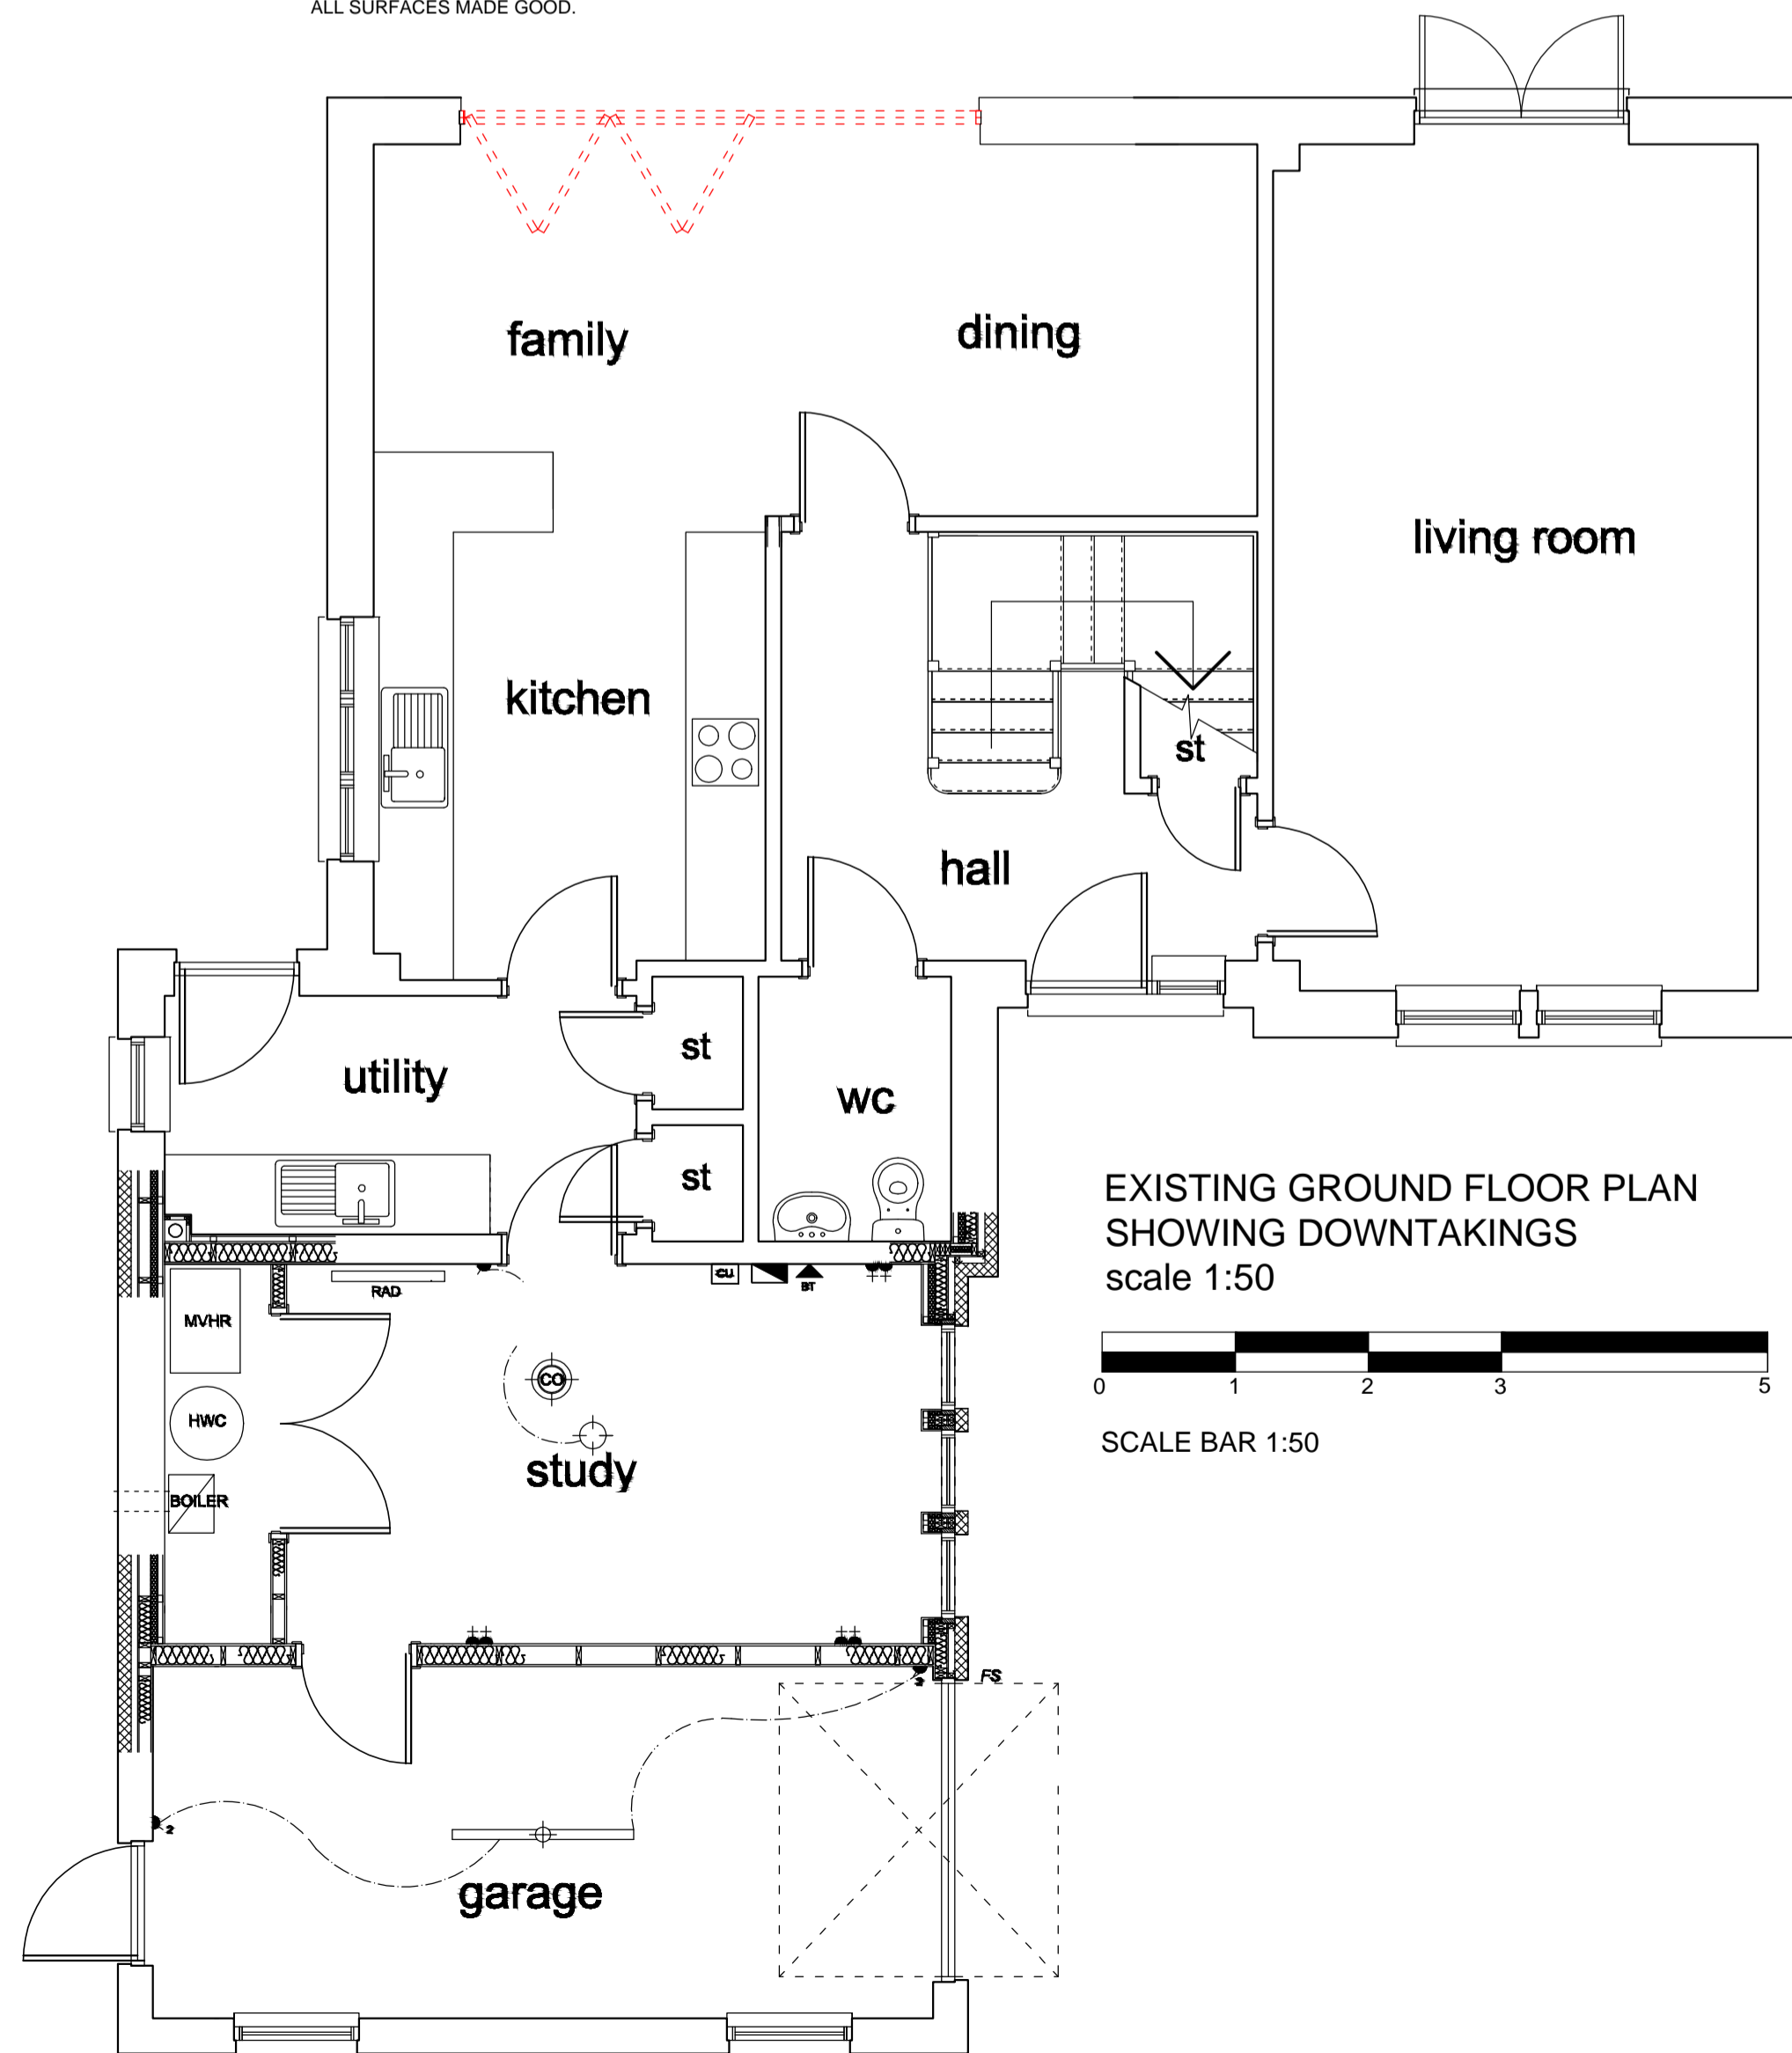 ALL SURFACES MADE GOOD.
family
dining
living room
kitchen
st
hall
utility
st
wc
st
EXISTING GROUND FLOOR PLAN
SHOWING DOWNTAKINGS
scale 1:50
RAD
CU
BT
MVHR
CO
HWC
0 1 2 3 5
SCALE BAR 1:50
study
BOILER
FS
2
2
garage